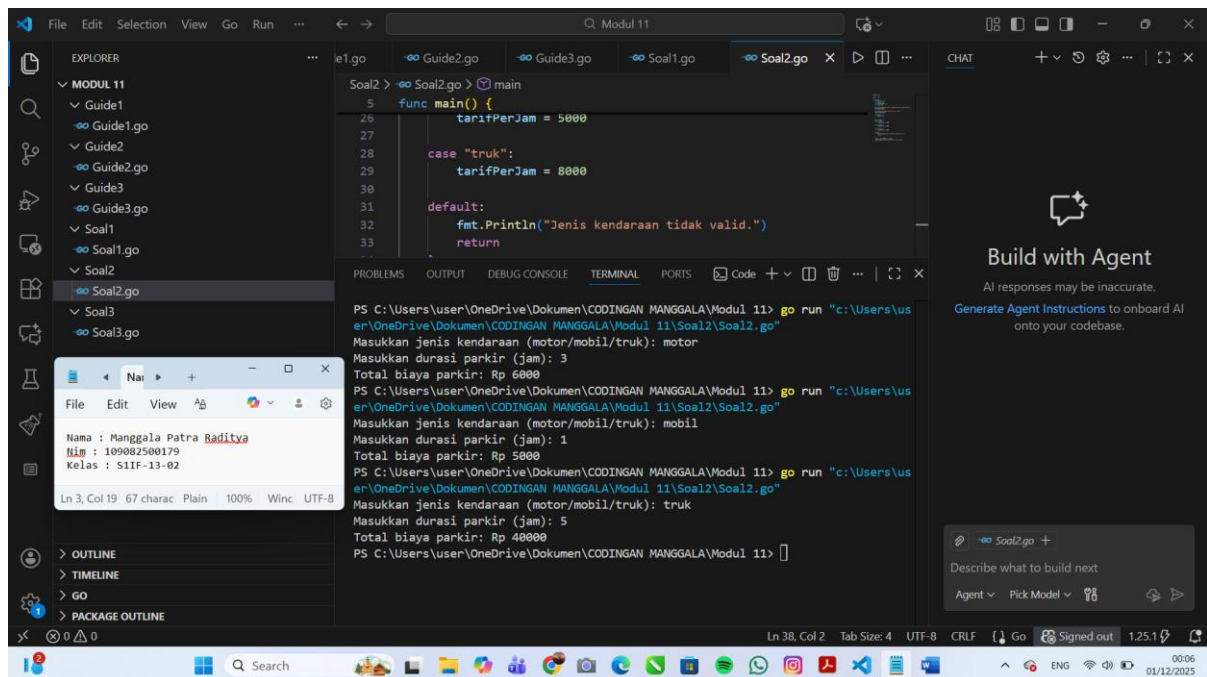 File Edit Selection View Go Run ··· Modul 11
EXPLORER ···
MODUL 11
Guide1
Guide1.go
Guide2
Guide2.go
Guide3
Guide3.go
Soal1
Soal1.go
Soal2
Soal2.go
Soal3
Soal3.go
OUTLINE
TIMELINE
GO
PACKAGE OUTLINE
e1.go Guide2.go Guide3.go Soal1.go Soal2.go
Soal2 > Soal2.go > main
5 func main() {
26 tarifPerJam = 5000
27
28 case "truk":
29 tarifPerJam = 8000
30
31 default:
32 fmt.Println("Jenis kendaraan tidak valid.")
33 return
PROBLEMS OUTPUT DEBUG CONSOLE TERMINAL PORTS Code
PS C:\Users\user\OneDrive\Dokumen\CODINGAN MANGGALA\Modul 11> go run "c:\Users\us
er\OneDrive\Dokumen\CODINGAN MANGGALA\Modul 11\Soal2\Soal2.go"
Masukkan jenis kendaraan (motor/mobil/truk): motor
Masukkan durasi parkir (jam): 3
Total biaya parkir: Rp 6000
PS C:\Users\user\OneDrive\Dokumen\CODINGAN MANGGALA\Modul 11> go run "c:\Users\us
er\OneDrive\Dokumen\CODINGAN MANGGALA\Modul 11\Soal2\Soal2.go"
Masukkan jenis kendaraan (motor/mobil/truk): mobil
Masukkan durasi parkir (jam): 1
Total biaya parkir: Rp 5000
PS C:\Users\user\OneDrive\Dokumen\CODINGAN MANGGALA\Modul 11> go run "c:\Users\us
er\OneDrive\Dokumen\CODINGAN MANGGALA\Modul 11\Soal2\Soal2.go"
Masukkan jenis kendaraan (motor/mobil/truk): truk
Masukkan durasi parkir (jam): 5
Total biaya parkir: Rp 40000
PS C:\Users\user\OneDrive\Dokumen\CODINGAN MANGGALA\Modul 11>
CHAT
Build with Agent
AI responses may be inaccurate.
Generate Agent Instructions to onboard AI
onto your codebase.
Soal2.go
Describe what to build next
Agent Pick Model
Nar
File Edit View
Nama : Manggala Patra Raditya
Nim : 109082500179
Kelas : S1IF-13-02
Ln 3, Col 19 67 charac Plain 100% Winc UTF-8
0 0 Ln 38, Col 2 Tab Size: 4 UTF-8 CRLF Go Signed out 1.25.1
2 Search ENG 00:06
01/12/2025